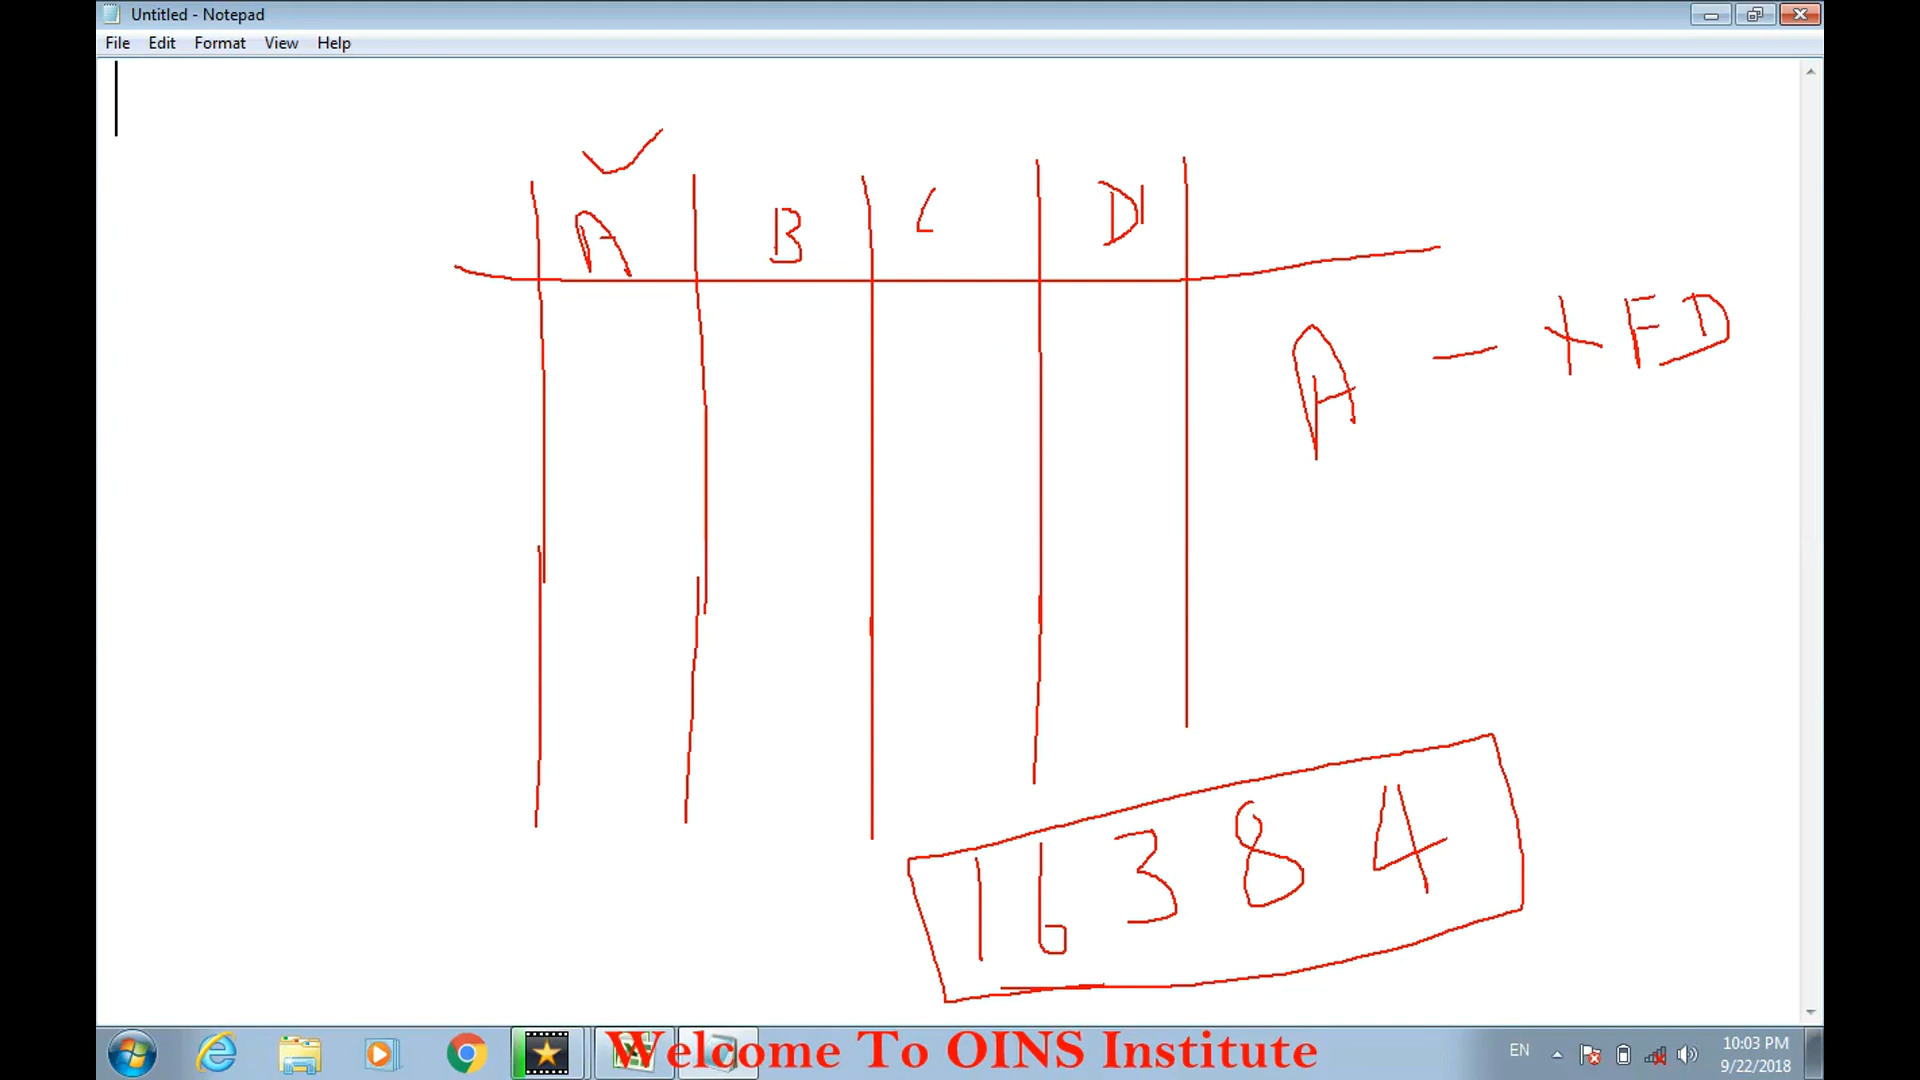 Untitled - Notepad
File Edit Format View Help
A B C D
A - XFD
16384
Welcome To OINS Institute
EN
10:03 PM
9/22/2018